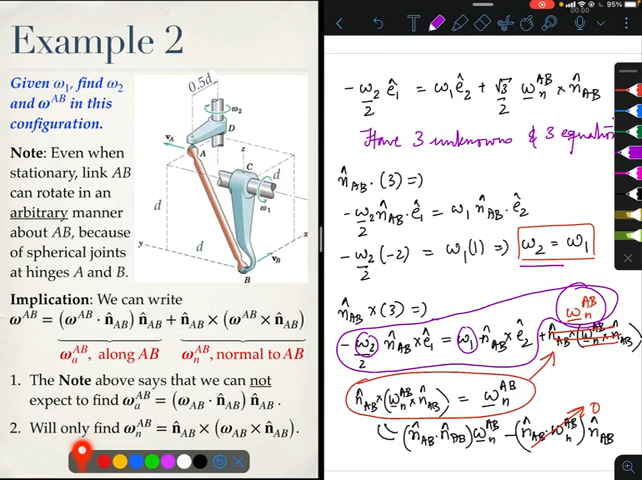 Example 2
Given ω₁, find ω₂
and ω^AB in this
configuration.
Note: Even when
stationary, link AB
can rotate in an
arbitrary manner
about AB, because
of spherical joints
at hinges A and B.
0.5d
ω₂
D
v_A
A
z
C
d
ω₁
d
x
y
d
v_B
B
Implication: We can write
ω^AB = (ω^AB · n̂_AB) n̂_AB + n̂_AB × (ω^AB × n̂_AB)
ω_a^AB, along AB ω_n^AB, normal to AB
1. The Note above says that we can not
expect to find ω_a^AB = (ω_AB · n̂_AB) n̂_AB .
2. Will only find ω_n^AB = n̂_AB × (ω_AB × n̂_AB).
00:00
95%
- ω₂/2 ê₁ = ω₁ ê₂ + √3/2 ω_n^AB × n̂_AB
Have 3 unknowns & 3 equation
n̂_AB · (3) ⇒
- ω₂/2 n̂_AB · ê₁ = ω₁ n̂_AB · ê₂
- ω₂/2 (-2) = ω₁ (1) ⇒ ω₂ = ω₁
n̂_AB × (3) ⇒ ω_n^AB
- ω₂/2 n̂_AB × ê₁ = ω₁ n̂_AB × ê₂ + n̂_AB × (ω_n^AB × n̂_AB)
n̂_AB × (ω_n^AB × n̂_AB) = ω_n^AB
(n̂_AB · n̂_AB) ω_n^AB - (n̂_AB · ω_n^AB) n̂_AB 0